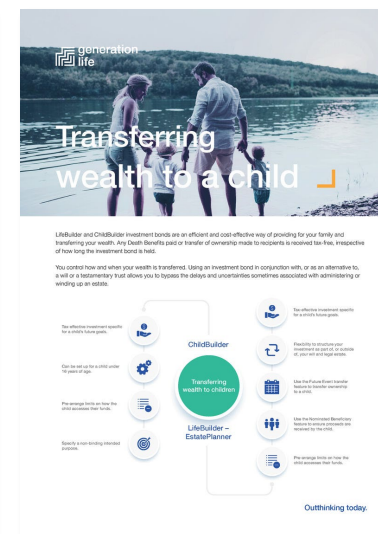 generation
life
Transferring
wealth to a child
LifeBuilder and ChildBuilder investment bonds are an efficient and cost-effective way of providing for your family and
transferring your wealth. Any Death Benefits paid or transfer of ownership made to recipients is received tax-free, irrespective
of how long the investment bond is held.
You control how and when your wealth is transferred. Using an investment bond in conjunction with, or as an alternative to,
a will or a testamentary trust allows you to bypass the delays and uncertainties sometimes associated with administering or
winding up an estate.
Tax-effective investment specific
for a child's future goals.
Can be set up for a child under
16 years of age.
Pre-arrange limits on how the
child accesses their funds.
Specify a non-binding intended
purpose.
ChildBuilder
Transferring
wealth to children
LifeBuilder –
EstatePlanner
Tax-effective investment specific
for a child's future goals.
Flexibility to structure your
investment as part of, or outside
of, your will and legal estate.
Use the Future Event transfer
feature to transfer ownership
to a child.
Use the Nominated Beneficiary
feature to ensure proceeds are
received by the child.
Pre-arrange limits on how the
child accesses their funds.
Outthinking today.